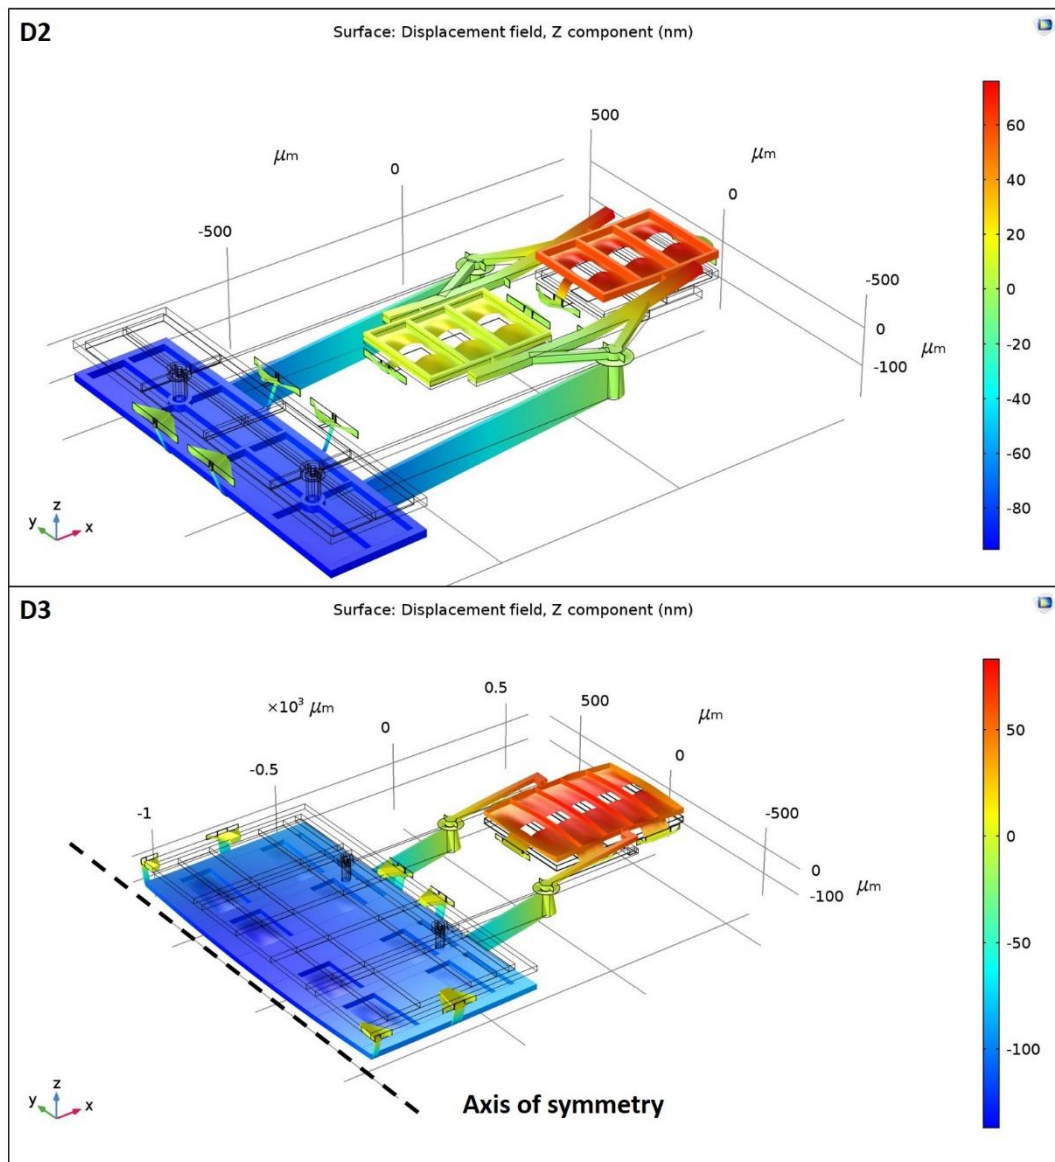 D2
Surface: Displacement field, Z component (nm)
500
μm
μm
0
0
-500
-500
0
μm
-100
60
40
20
0
-20
-40
-60
-80
z
y
x
D3
Surface: Displacement field, Z component (nm)
0.5
500
×10³ μm
μm
0
0
-0.5
-1
-500
0
-100
μm
50
0
-50
-100
z
y
x
Axis of symmetry